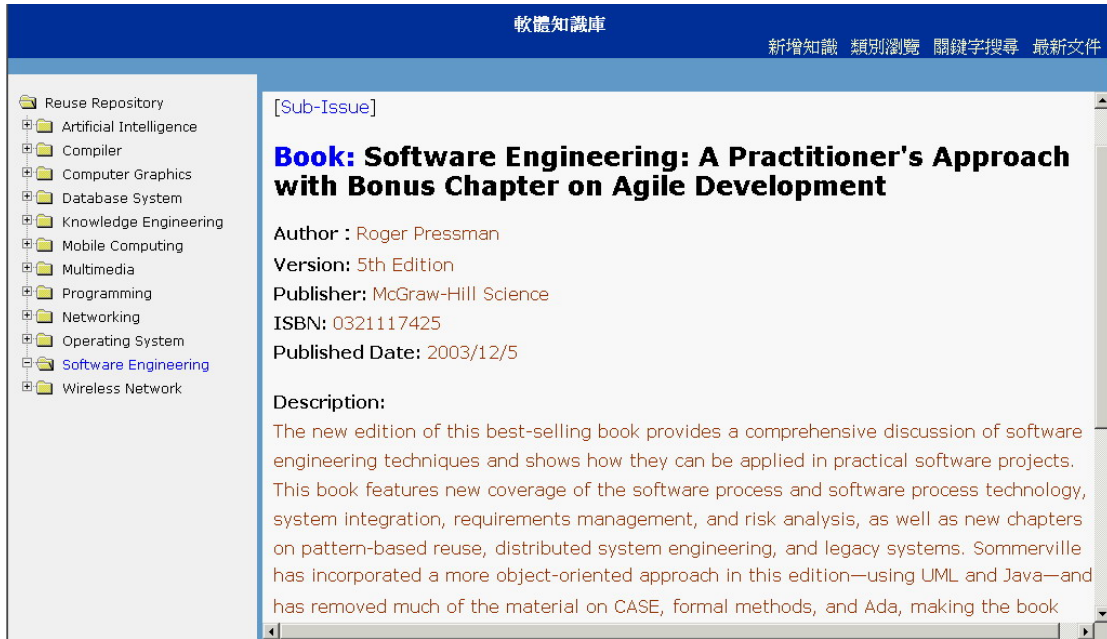 軟體知識庫
新增知識 類別瀏覽 關鍵字搜尋 最新文件
Reuse Repository
Artificial Intelligence
Compiler
Computer Graphics
Database System
Knowledge Engineering
Mobile Computing
Multimedia
Programming
Networking
Operating System
Software Engineering
Wireless Network
[Sub-Issue]
Book: Software Engineering: A Practitioner's Approach
with Bonus Chapter on Agile Development
Author : Roger Pressman
Version: 5th Edition
Publisher: McGraw-Hill Science
ISBN: 0321117425
Published Date: 2003/12/5
Description:
The new edition of this best-selling book provides a comprehensive discussion of software
engineering techniques and shows how they can be applied in practical software projects.
This book features new coverage of the software process and software process technology,
system integration, requirements management, and risk analysis, as well as new chapters
on pattern-based reuse, distributed system engineering, and legacy systems. Sommerville
has incorporated a more object-oriented approach in this edition—using UML and Java—and
has removed much of the material on CASE, formal methods, and Ada, making the book